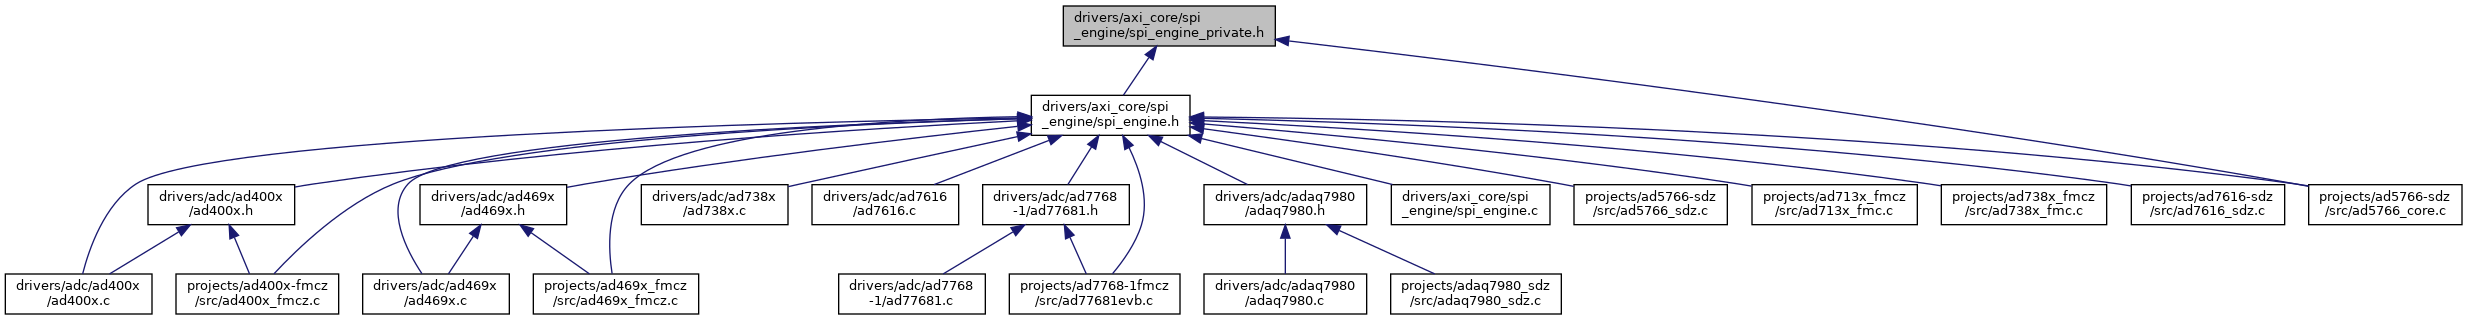 drivers/axi_core/spi
_engine/spi_engine_private.h
drivers/axi_core/spi
_engine/spi_engine.h
drivers/adc/ad400x
/ad400x.h
drivers/adc/ad469x
/ad469x.h
drivers/adc/ad738x
/ad738x.c
drivers/adc/ad7616
/ad7616.c
drivers/adc/ad7768
-1/ad77681.h
drivers/adc/adaq7980
/adaq7980.h
drivers/axi_core/spi
_engine/spi_engine.c
projects/ad5766-sdz
/src/ad5766_sdz.c
projects/ad713x_fmcz
/src/ad713x_fmc.c
projects/ad738x_fmcz
/src/ad738x_fmc.c
projects/ad7616-sdz
/src/ad7616_sdz.c
projects/ad5766-sdz
/src/ad5766_core.c
drivers/adc/ad400x
/ad400x.c
projects/ad400x-fmcz
/src/ad400x_fmcz.c
drivers/adc/ad469x
/ad469x.c
projects/ad469x_fmcz
/src/ad469x_fmcz.c
drivers/adc/ad7768
-1/ad77681.c
projects/ad7768-1fmcz
/src/ad77681evb.c
drivers/adc/adaq7980
/adaq7980.c
projects/adaq7980_sdz
/src/adaq7980_sdz.c